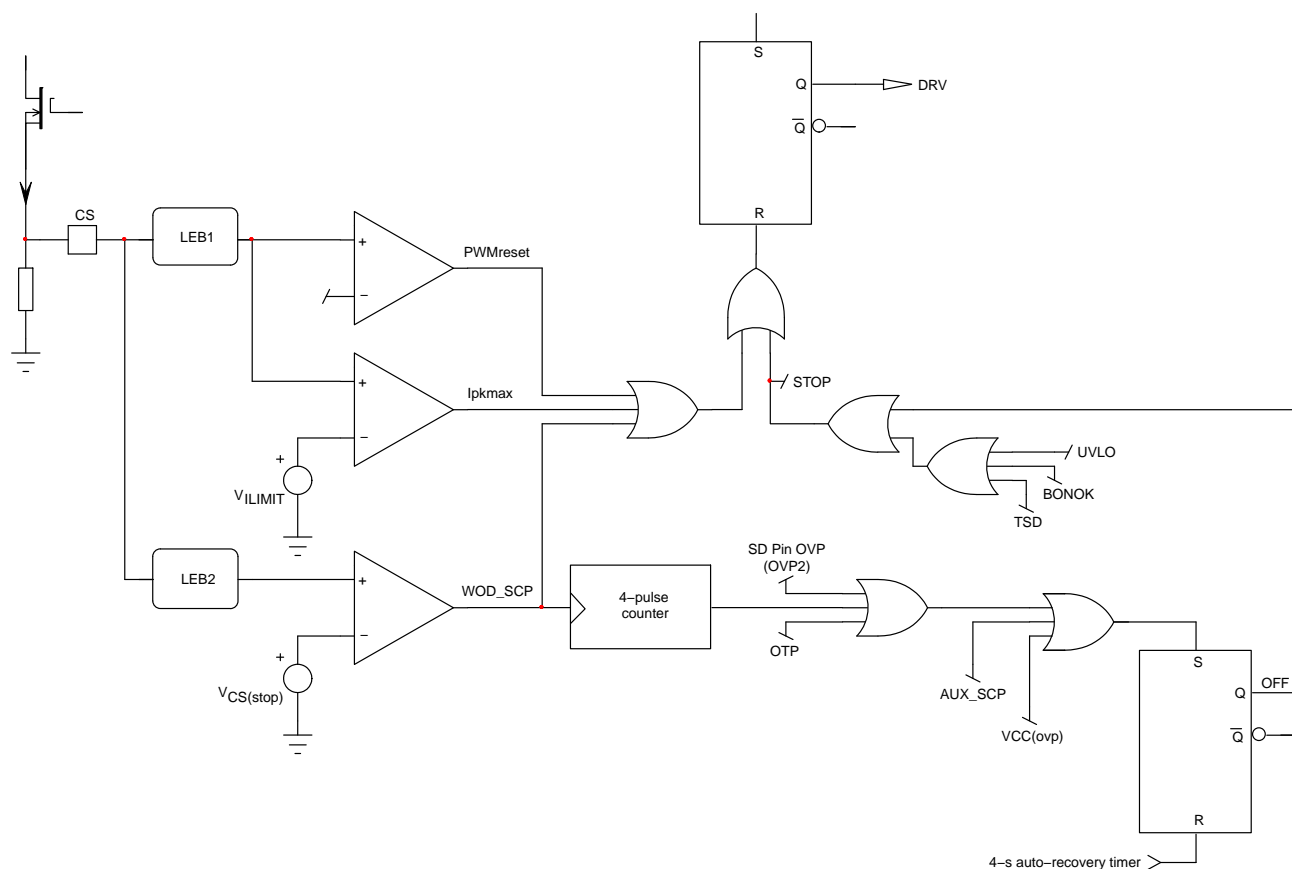 S
Q
DRV
Q
R
CS
LEB1
+
−
PWMreset
+
−
Ipkmax
STOP
+
VILIMIT
UVLO
BONOK
TSD
LEB2
+
−
WOD_SCP
4−pulse
counter
SD Pin OVP
(OVP2)
OTP
+
VCS(stop)
AUX_SCP
VCC(ovp)
S
Q
OFF
Q
R
4−s auto−recovery timer